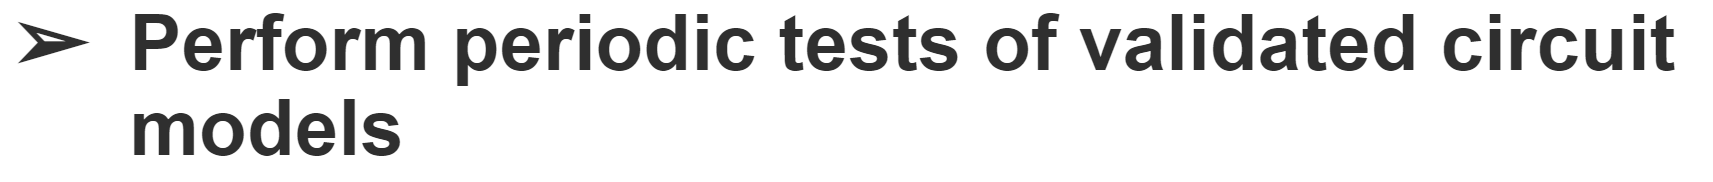 ➢ Perform periodic tests of validated circuit
models